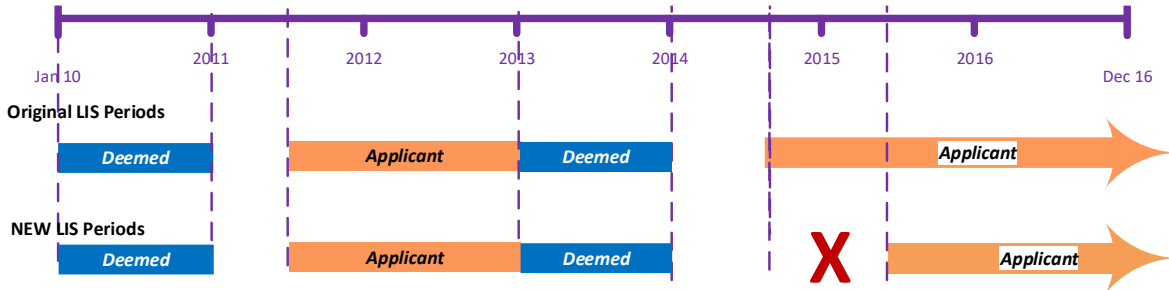 2011 2012 2013 2014 2015 2016
Jan 10 Dec 16
Original LIS Periods
Deemed Applicant Deemed Applicant
NEW LIS Periods
Deemed Applicant Deemed X Applicant